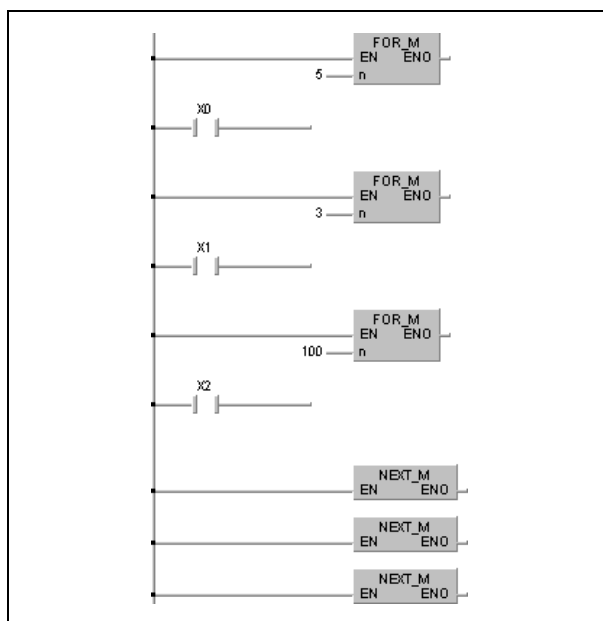 FOR_M
EN ENO
5 n
X0
FOR_M
EN ENO
3 n
X1
FOR_M
EN ENO
100 n
X2
NEXT_M
EN ENO
NEXT_M
EN ENO
NEXT_M
EN ENO